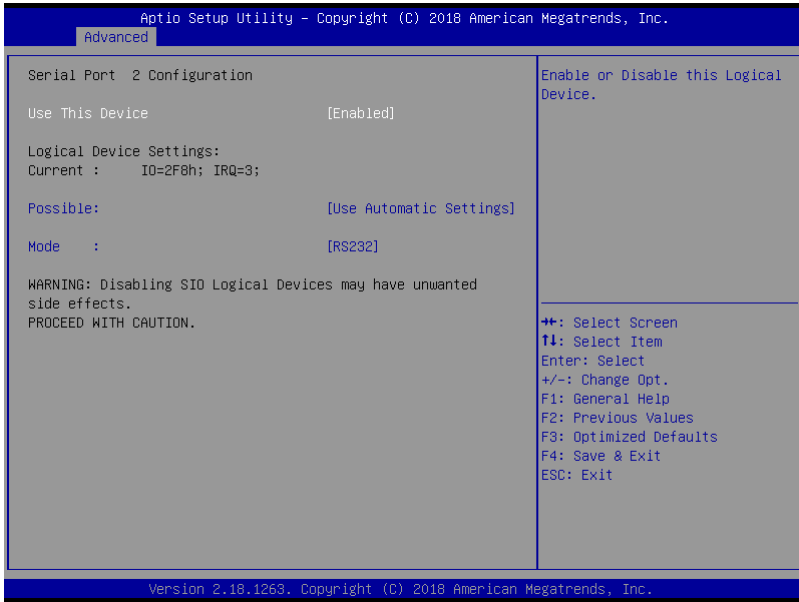 Aptio Setup Utility – Copyright (C) 2018 American Megatrends, Inc.
Advanced
Serial Port 2 Configuration
Use This Device [Enabled]
Logical Device Settings:
Current : IO=2F8h; IRQ=3;
Possible: [Use Automatic Settings]
Mode : [RS232]
WARNING: Disabling SIO Logical Devices may have unwanted
side effects.
PROCEED WITH CAUTION.
Enable or Disable this Logical
Device.
→←: Select Screen
↑↓: Select Item
Enter: Select
+/-: Change Opt.
F1: General Help
F2: Previous Values
F3: Optimized Defaults
F4: Save & Exit
ESC: Exit
Version 2.18.1263. Copyright (C) 2018 American Megatrends, Inc.